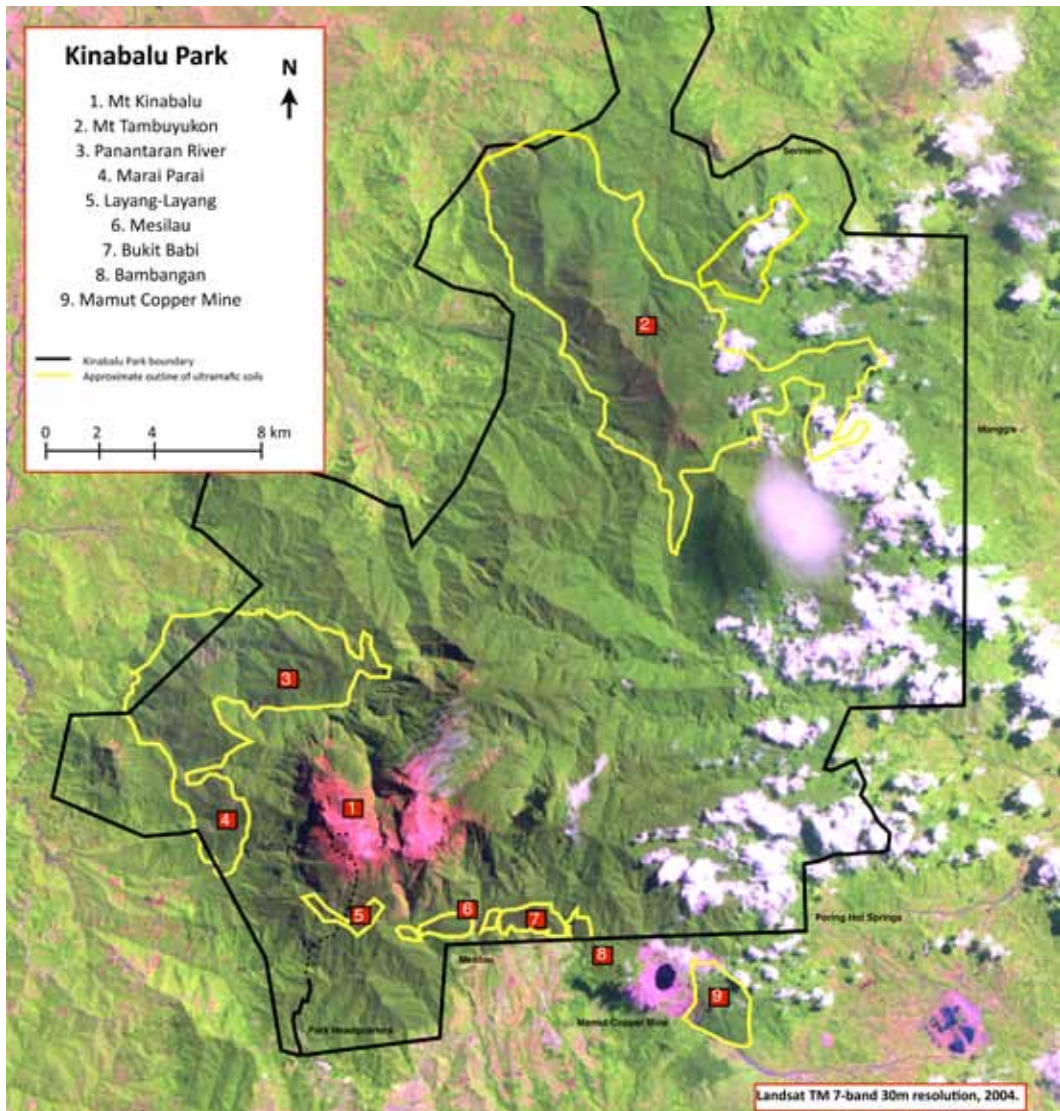 Kinabalu Park
N
1. Mt Kinabalu
2. Mt Tambuyukon
3. Panantaran River
4. Marai Parai
5. Layang-Layang
6. Mesilau
7. Bukit Babi
8. Bambangan
9. Mamut Copper Mine
Kinabalu Park boundary
Approximate outline of ultramafic soils
0 2 4 8 km
2
3
1
4
5
6
7
Poring Hot Springs
8
Mesilau
9
Mamut Copper Mine
Park Headquarters
Landsat TM 7-band 30m resolution, 2004.